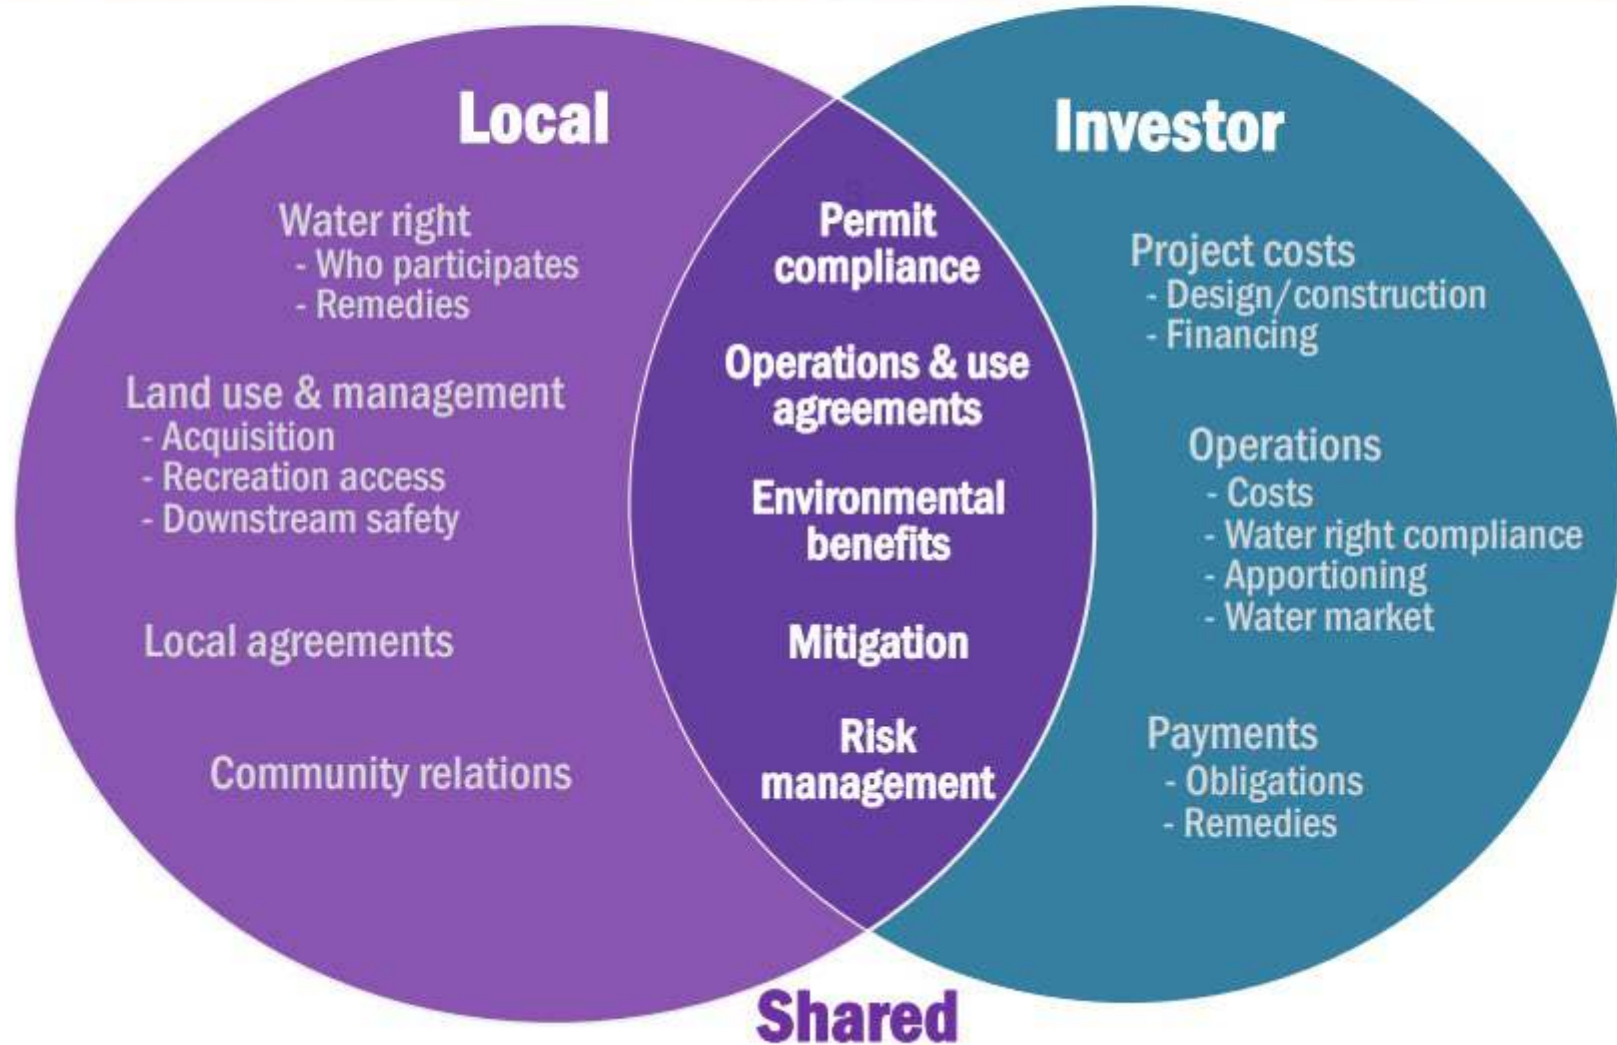 Local
Water right
- Who participates
- Remedies
Land use & management
- Acquisition
- Recreation access
- Downstream safety
Local agreements
Community relations
Permit
compliance
Operations & use
agreements
Environmental
benefits
Mitigation
Risk
management
Investor
Project costs
- Design/construction
- Financing
Operations
- Costs
- Water right compliance
- Apportioning
- Water market
Payments
- Obligations
- Remedies
Shared